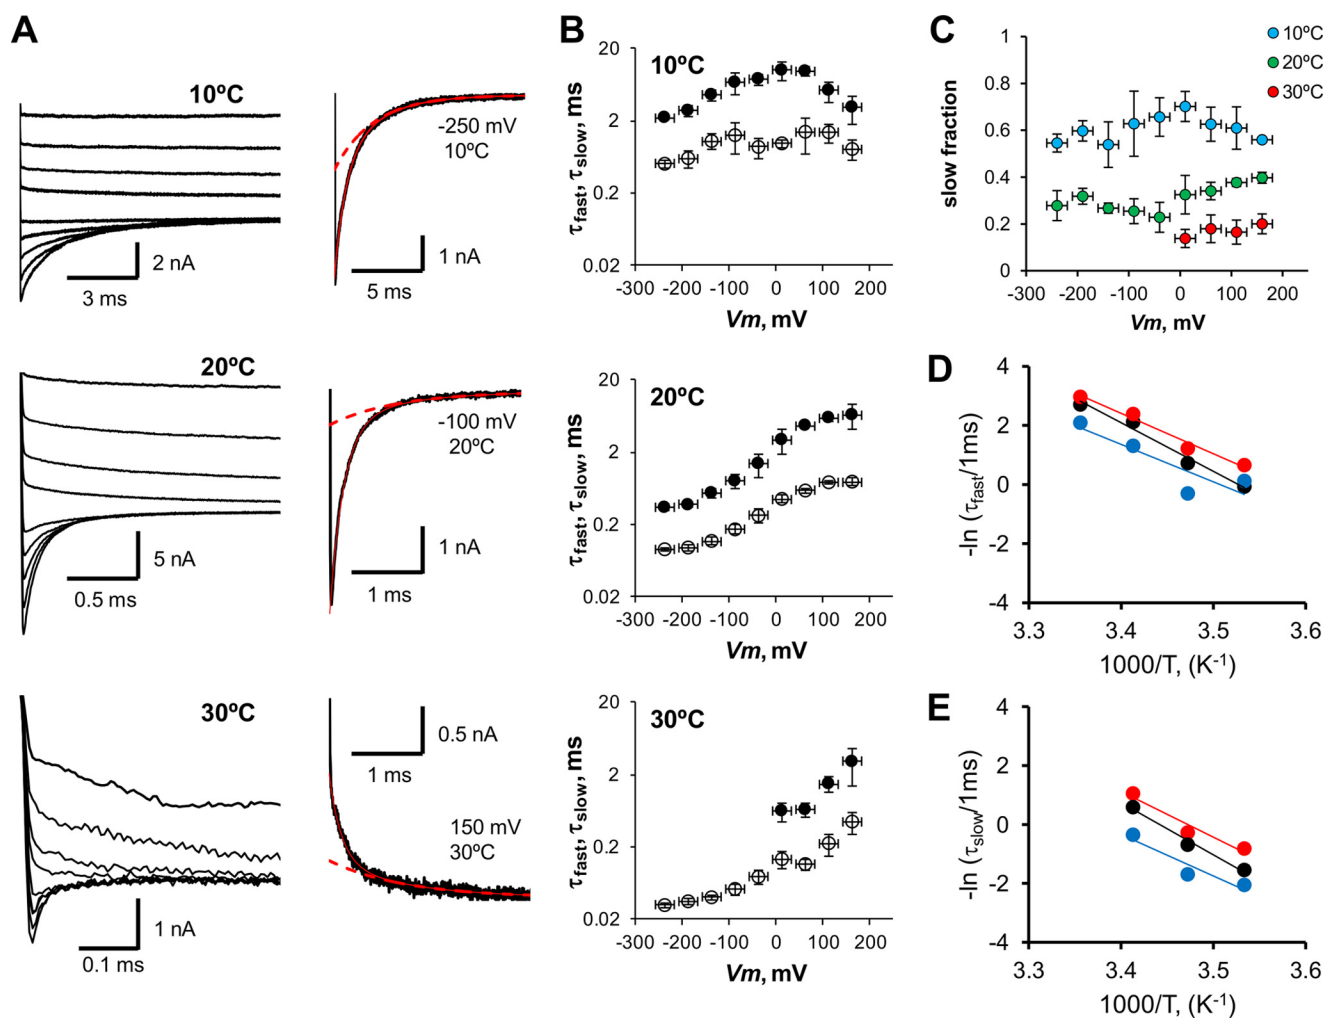 A
10ºC
2 nA
3 ms
-250 mV
10ºC
1 nA
5 ms
20ºC
5 nA
0.5 ms
-100 mV
20ºC
1 nA
1 ms
30ºC
1 nA
0.1 ms
0.5 nA
1 ms
150 mV
30ºC
B
10ºC
τfast, τslow, ms
20
2
0.2
0.02
-300 -200 -100 0 100 200
Vm, mV
20ºC
τfast, τslow, ms
20
2
0.2
0.02
-300 -200 -100 0 100 200
Vm, mV
30ºC
τfast, τslow, ms
20
2
0.2
0.02
-300 -200 -100 0 100 200
Vm, mV
C
10ºC
20ºC
30ºC
slow fraction
1
0.8
0.6
0.4
0.2
0
-300 -200 -100 0 100 200
Vm, mV
D
-ln (τfast/1ms)
4
2
0
-2
-4
3.3 3.4 3.5 3.6
1000/T, (K-1)
E
-ln (τslow/1ms)
4
2
0
-2
-4
3.3 3.4 3.5 3.6
1000/T, (K-1)